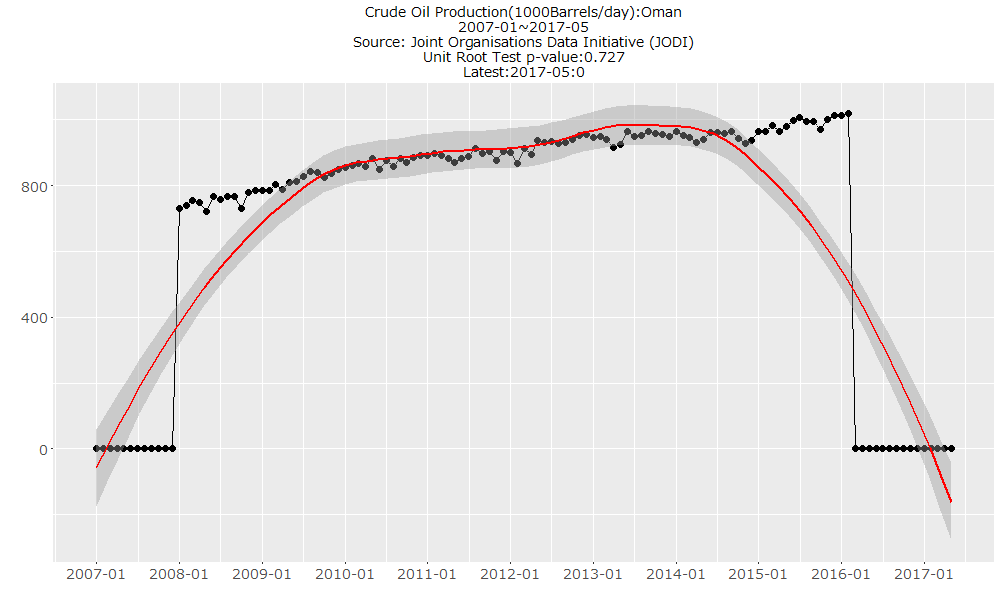 Crude Oil Production(1000Barrels/day):Oman
2007-01~2017-05
Source: Joint Organisations Data Initiative (JODI)
Unit Root Test p-value:0.727
Latest:2017-05:0
800
400
0
2007-01 2008-01 2009-01 2010-01 2011-01 2012-01 2013-01 2014-01 2015-01 2016-01 2017-01